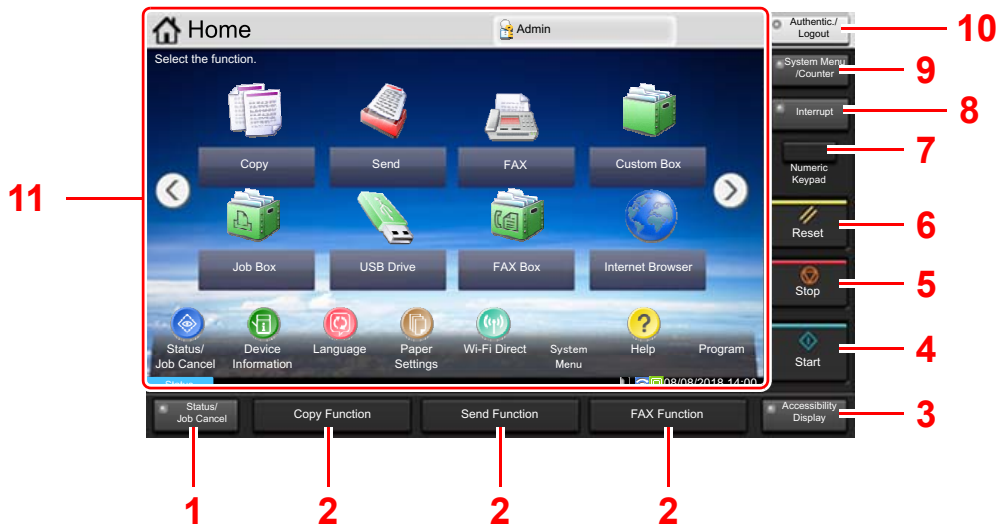 Home
Admin
Select the function.
Copy
Send
FAX
Custom Box
Job Box
USB Drive
FAX Box
Internet Browser
Status/
Job Cancel
Device
Information
Language
Paper
Settings
Wi-Fi Direct
System
Menu
Help
Program
Status
08/08/2018 14:00
Authentic./
Logout
10
System Menu
/Counter
9
Interrupt
8
7
Numeric
Keypad
Reset
6
Stop
5
Start
4
11
Status/
Job Cancel
Copy Function
Send Function
FAX Function
Accessibility
Display
3
1
2
2
2